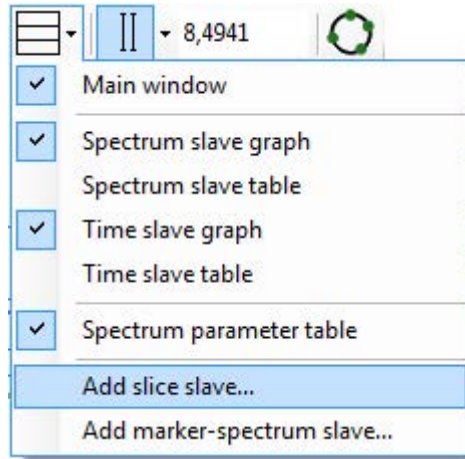 8,4941
Main window
Spectrum slave graph
Spectrum slave table
Time slave graph
Time slave table
Spectrum parameter table
Add slice slave...
Add marker-spectrum slave...